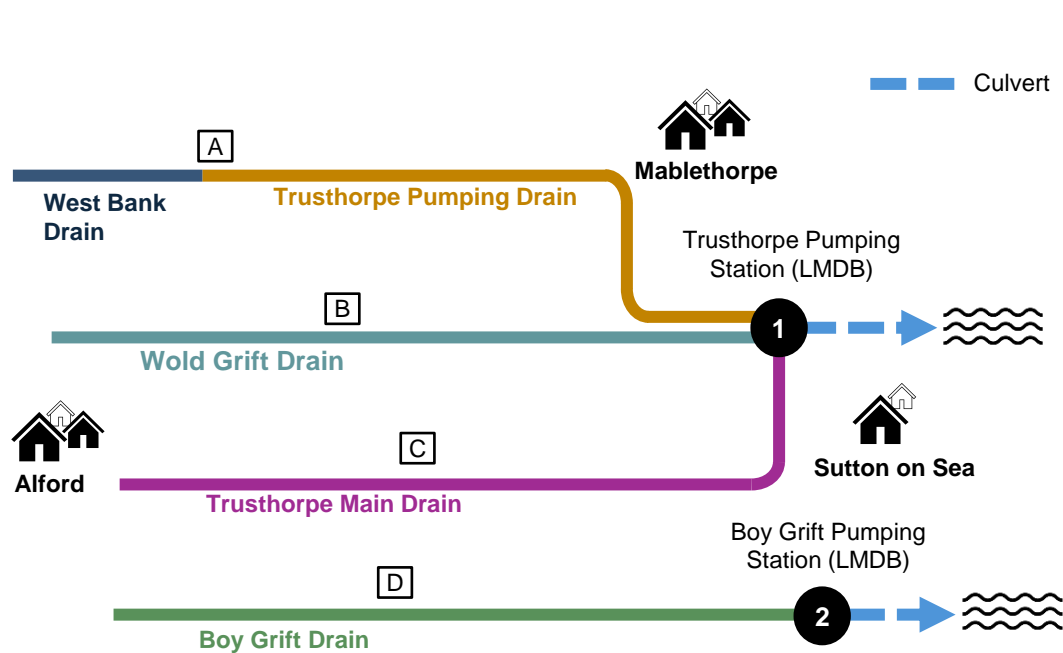 Culvert
A
Mablethorpe
West Bank
Drain
Trusthorpe Pumping Drain
Trusthorpe Pumping
Station (LMDB)
B
1
Wold Grift Drain
Alford
C
Sutton on Sea
Trusthorpe Main Drain
Boy Grift Pumping
Station (LMDB)
D
2
Boy Grift Drain